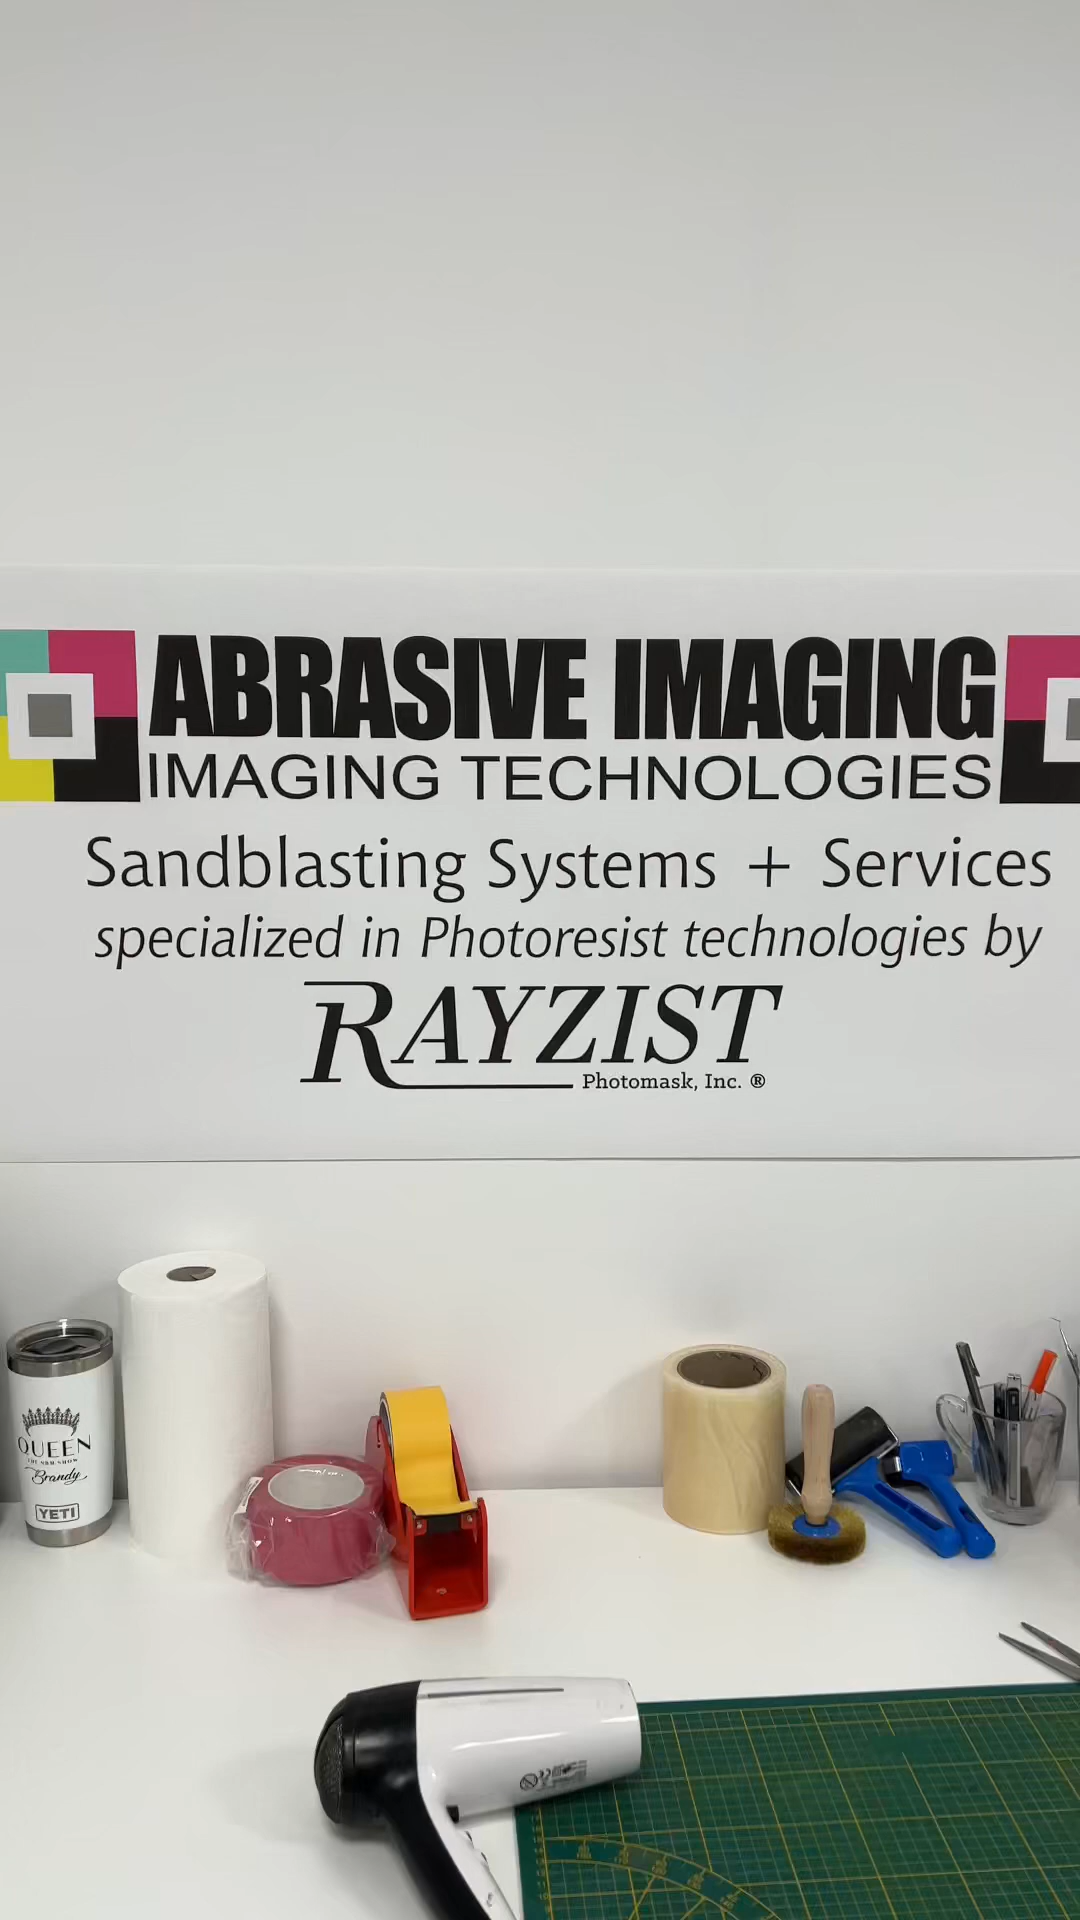 ABRASIVE IMAGING
IMAGING TECHNOLOGIES
Sandblasting Systems + Services
specialized in Photoresist technologies by
RAYZIST
Photomask, Inc. ®
QUEEN
Brandy
YETI